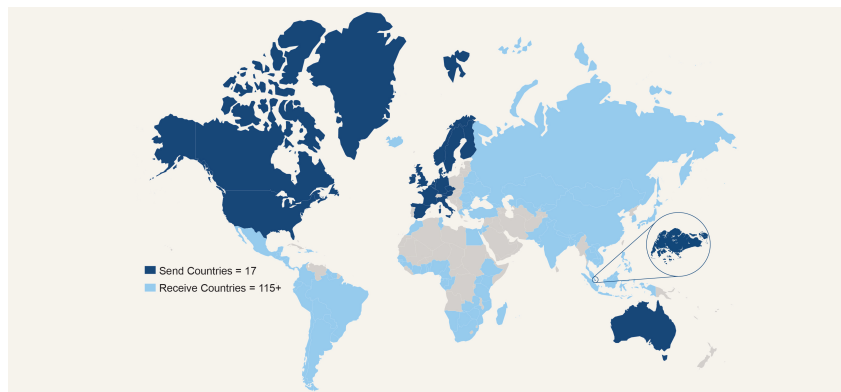 Send Countries = 17
Receive Countries = 115+